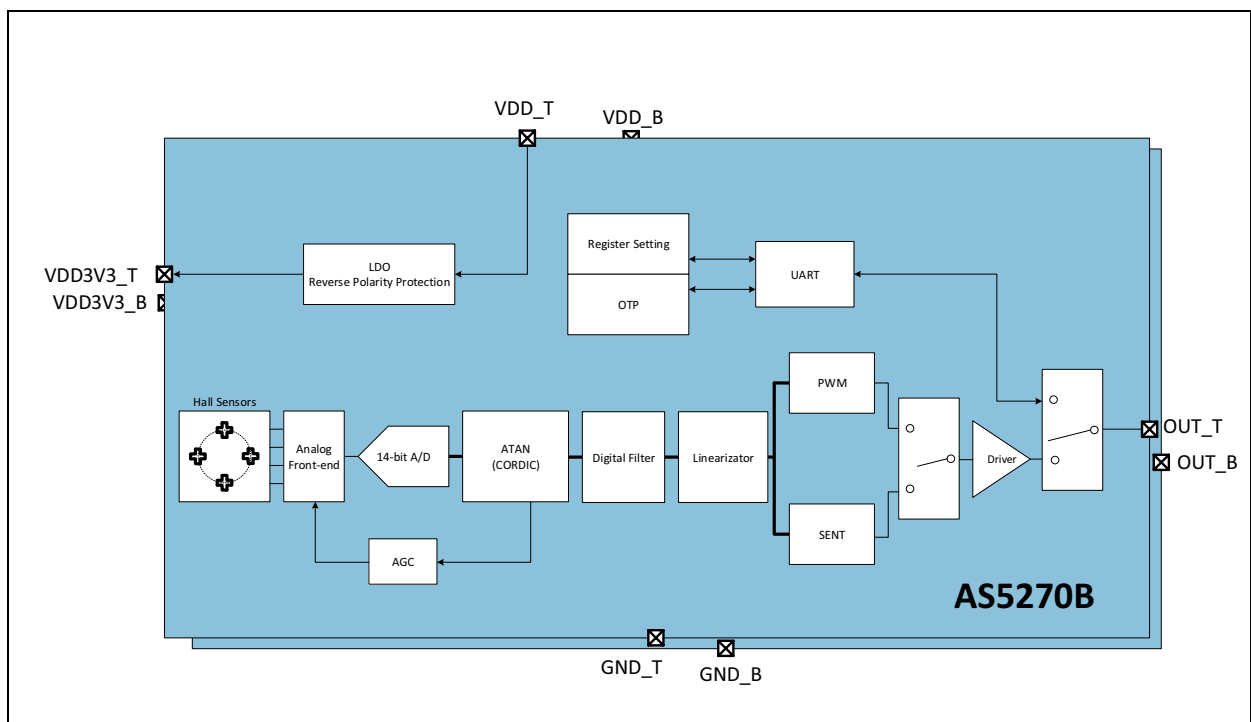 VDD_T
VDD_B
VDD3V3_T
VDD3V3_B
LDO
Reverse Polarity Protection
Register Setting
OTP
UART
Hall Sensors
Analog
Front-end
14-bit A/D
ATAN
(CORDIC)
Digital Filter
Linearizator
PWM
SENT
Driver
OUT_T
OUT_B
AGC
AS5270B
GND_T
GND_B